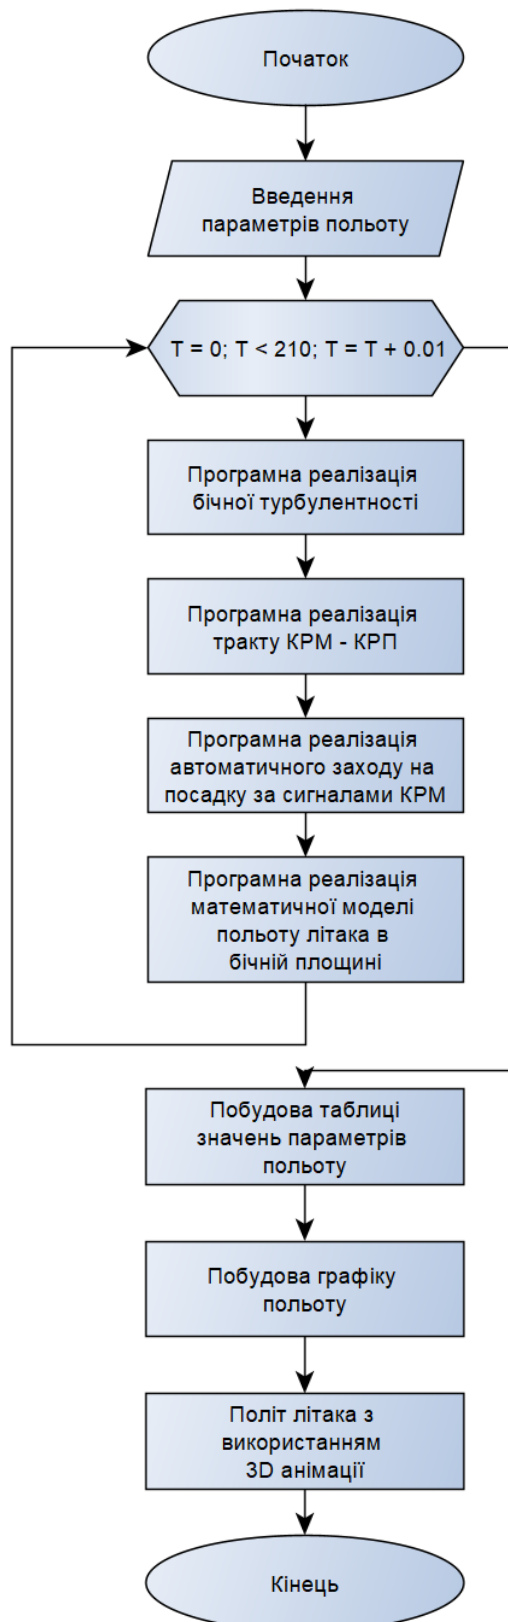 Початок
Введення
параметрів польоту
T = 0; T < 210; T = T + 0.01
Програмна реалізація
бічної турбулентності
Програмна реалізація
тракту КРМ - КРП
Програмна реалізація
автоматичного заходу на
посадку за сигналами КРМ
Програмна реалізація
математичної моделі
польоту літака в
бічній площині
Побудова таблиці
значень параметрів
польоту
Побудова графіку
польоту
Політ літака з
використанням
3D анімації
Кінець